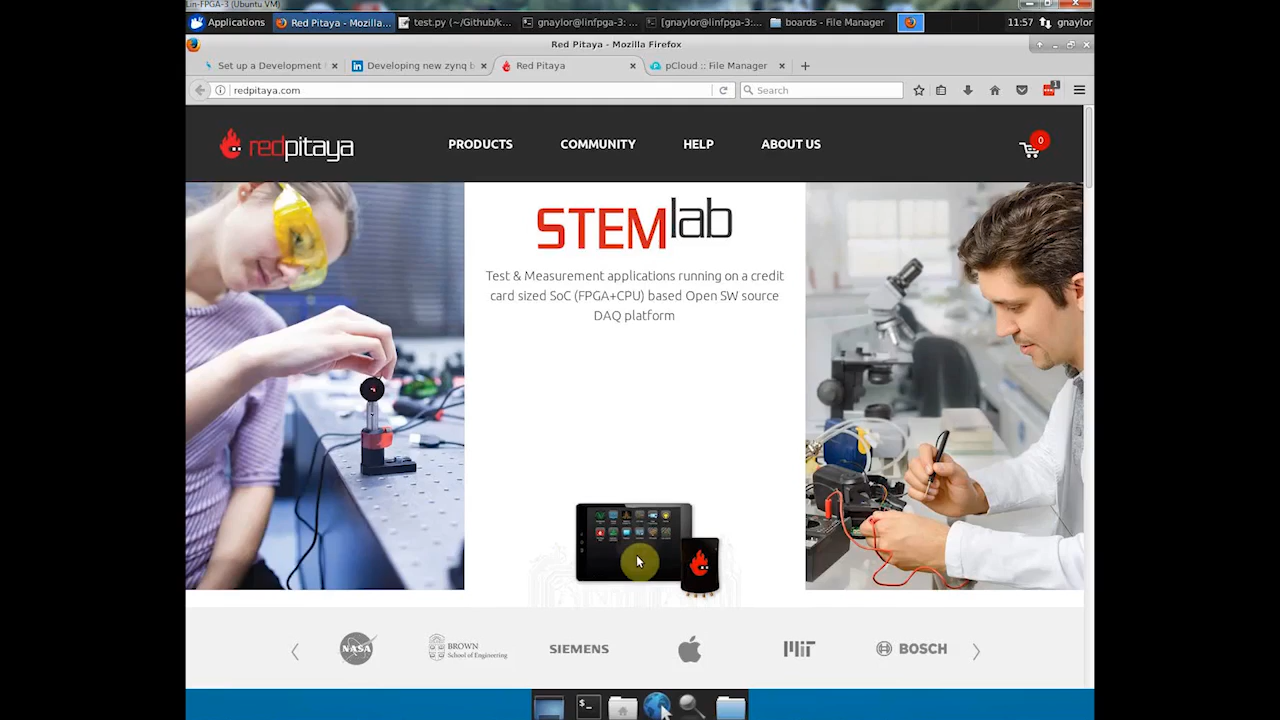 Lin-FPGA-3 (Ubuntu VM)
Applications
Red Pitaya - Mozilla...
test.py (~/Github/k...
gnaylor@linfpga-3: ...
[gnaylor@linfpga-3: ...
boards - File Manager
11:57
gnaylor
Red Pitaya - Mozilla Firefox
Set up a Development
Developing new zynq b
Red Pitaya
pCloud :: File Manager
redpitaya.com
Search
1
redpitaya
PRODUCTS
COMMUNITY
HELP
ABOUT US
0
STEMlab
Test & Measurement applications running on a credit
card sized SoC (FPGA+CPU) based Open SW source
DAQ platform
NASA
BROWN
School of Engineering
SIEMENS
MIT
BOSCH